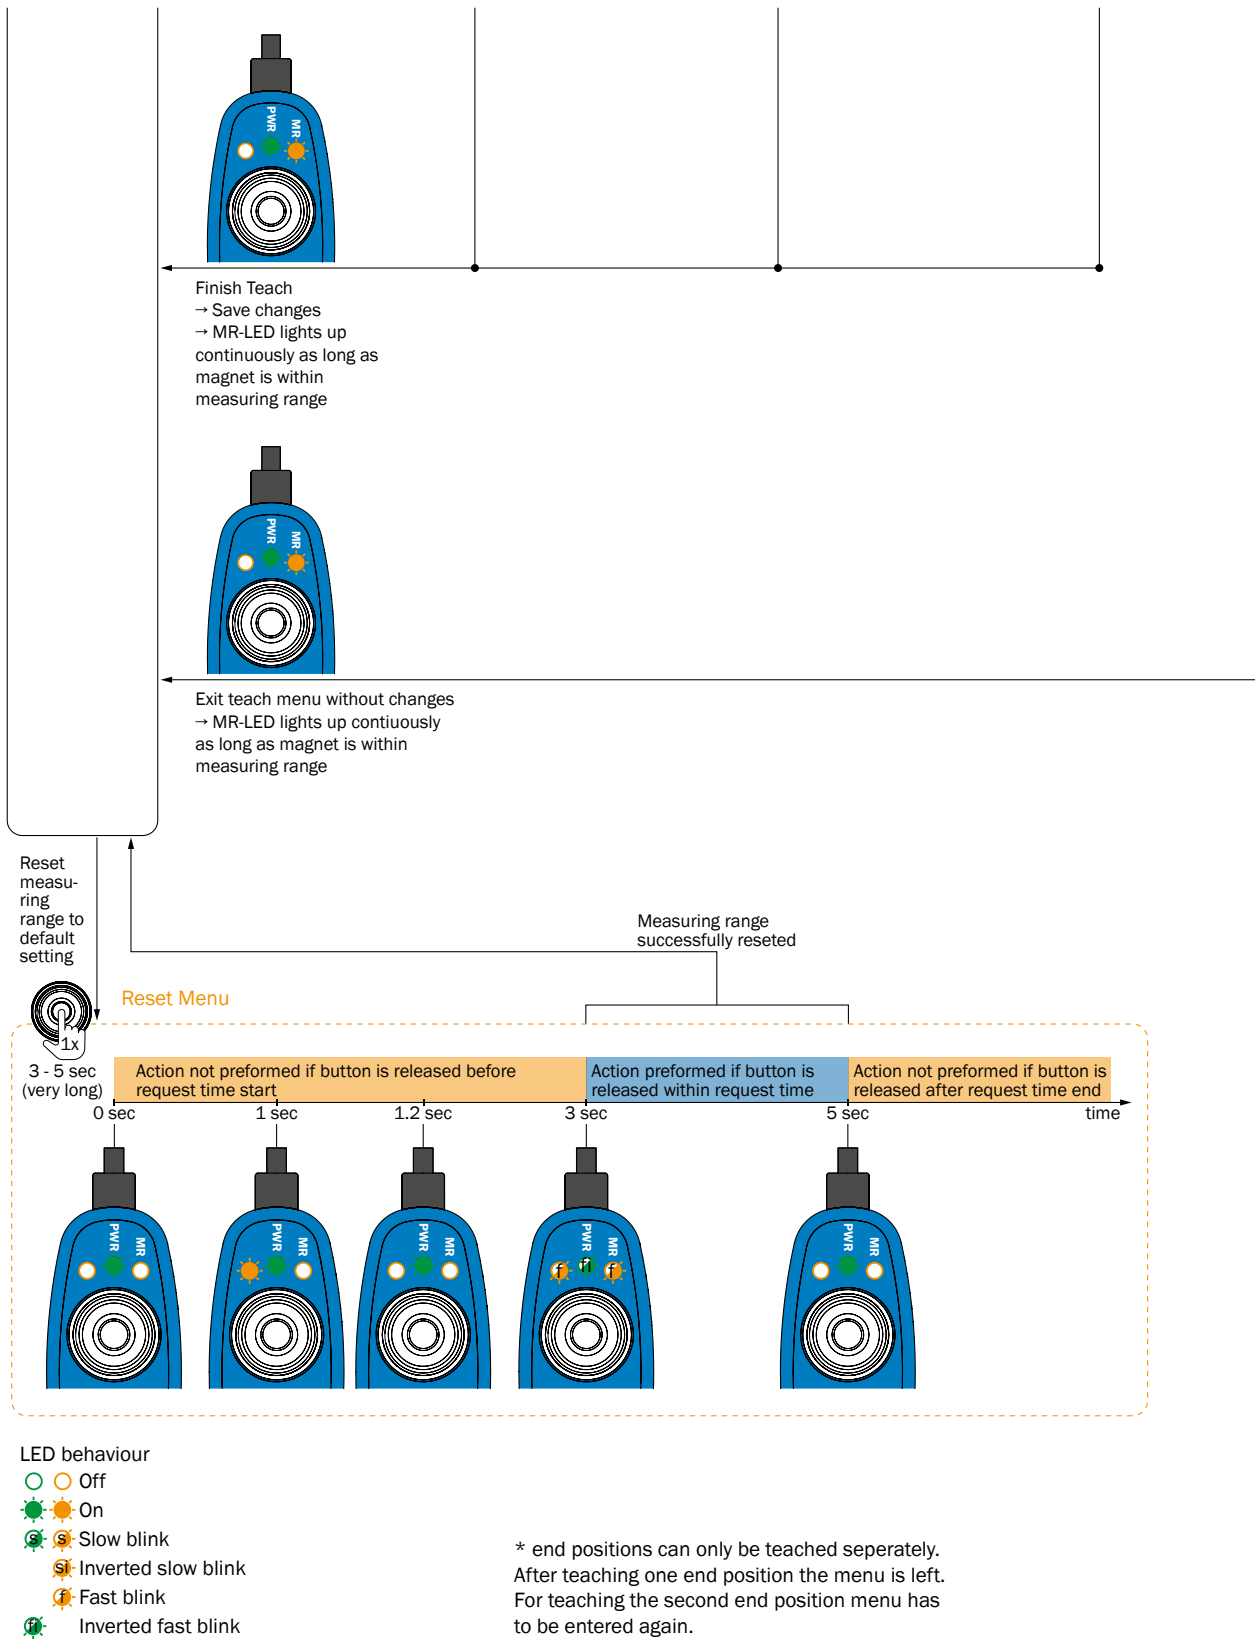 PWR
MR
Finish Teach
→ Save changes
→ MR-LED lights up
continuously as long as
magnet is within
measuring range
PWR
MR
Exit teach menu without changes
→ MR-LED lights up contiuously
as long as magnet is within
measuring range
Reset
measu-
ring
range to
default
setting
Measuring range
successfully reseted
Reset Menu
1x
3 - 5 sec
(very long)
Action not preformed if button is released before
request time start
Action preformed if button is
released within request time
Action not preformed if button is
released after request time end
0 sec
1 sec
1.2 sec
3 sec
5 sec
time
PWR
MR
PWR
MR
PWR
MR
PWR
MR
f
fi
f
PWR
MR
LED behaviour
Off
On
s s Slow blink
si Inverted slow blink
f Fast blink
fi Inverted fast blink
* end positions can only be teached seperately.
After teaching one end position the menu is left.
For teaching the second end position menu has
to be entered again.